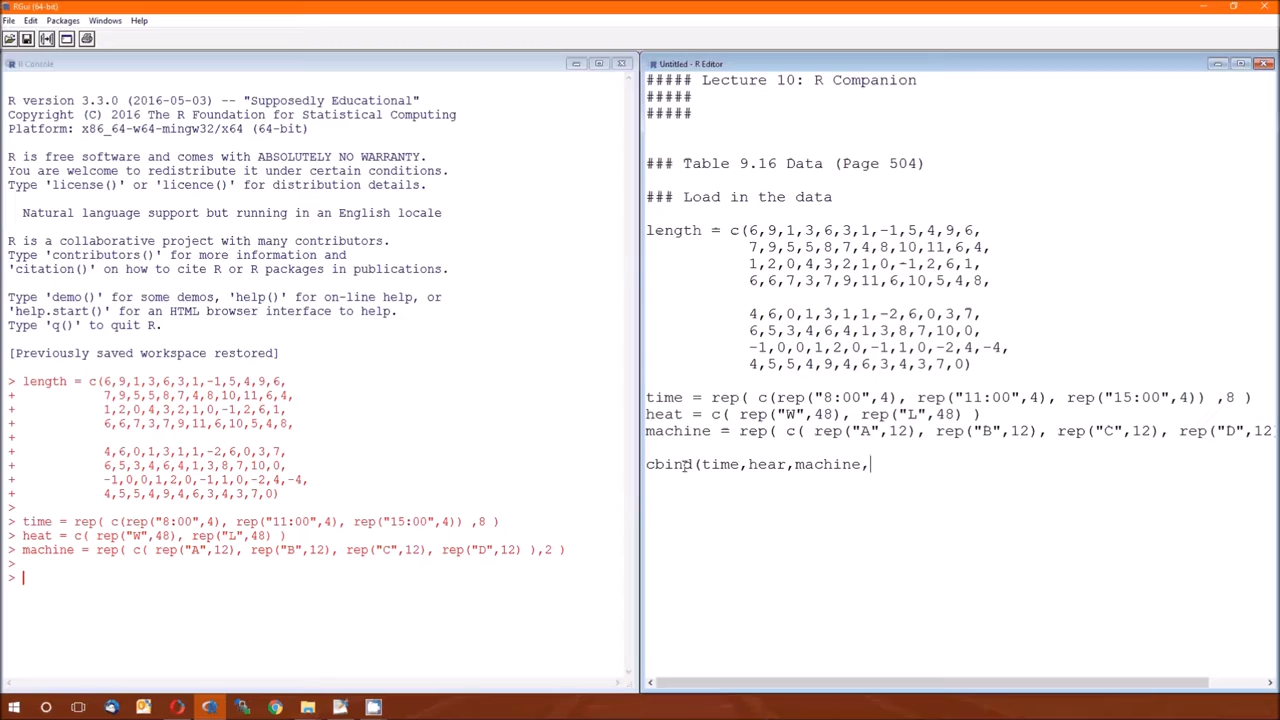 RGui (64-bit)
File Edit Packages Windows Help
R Console
R version 3.3.0 (2016-05-03) -- "Supposedly Educational"
Copyright (C) 2016 The R Foundation for Statistical Computing
Platform: x86_64-w64-mingw32/x64 (64-bit)
R is free software and comes with ABSOLUTELY NO WARRANTY.
You are welcome to redistribute it under certain conditions.
Type 'license()' or 'licence()' for distribution details.
Natural language support but running in an English locale
R is a collaborative project with many contributors.
Type 'contributors()' for more information and
'citation()' on how to cite R or R packages in publications.
Type 'demo()' for some demos, 'help()' for on-line help, or
'help.start()' for an HTML browser interface to help.
Type 'q()' to quit R.
[Previously saved workspace restored]
> length = c(6,9,1,3,6,3,1,-1,5,4,9,6,
+ 7,9,5,5,8,7,4,8,10,11,6,4,
+ 1,2,0,4,3,2,1,0,-1,2,6,1,
+ 6,6,7,3,7,9,11,6,10,5,4,8,
+
+ 4,6,0,1,3,1,1,-2,6,0,3,7,
+ 6,5,3,4,6,4,1,3,8,7,10,0,
+ -1,0,0,1,2,0,-1,1,0,-2,4,-4,
+ 4,5,5,4,9,4,6,3,4,3,7,0)
>
> time = rep( c(rep("8:00",4), rep("11:00",4), rep("15:00",4)) ,8 )
> heat = c( rep("W",48), rep("L",48) )
> machine = rep( c( rep("A",12), rep("B",12), rep("C",12), rep("D",12) ),2 )
>
>
Untitled - R Editor
##### Lecture 10: R Companion
#####
#####
### Table 9.16 Data (Page 504)
### Load in the data
length = c(6,9,1,3,6,3,1,-1,5,4,9,6,
7,9,5,5,8,7,4,8,10,11,6,4,
1,2,0,4,3,2,1,0,-1,2,6,1,
6,6,7,3,7,9,11,6,10,5,4,8,
4,6,0,1,3,1,1,-2,6,0,3,7,
6,5,3,4,6,4,1,3,8,7,10,0,
-1,0,0,1,2,0,-1,1,0,-2,4,-4,
4,5,5,4,9,4,6,3,4,3,7,0)
time = rep( c(rep("8:00",4), rep("11:00",4), rep("15:00",4)) ,8 )
heat = c( rep("W",48), rep("L",48) )
machine = rep( c( rep("A",12), rep("B",12), rep("C",12), rep("D",12
cbind(time,hear,machine,